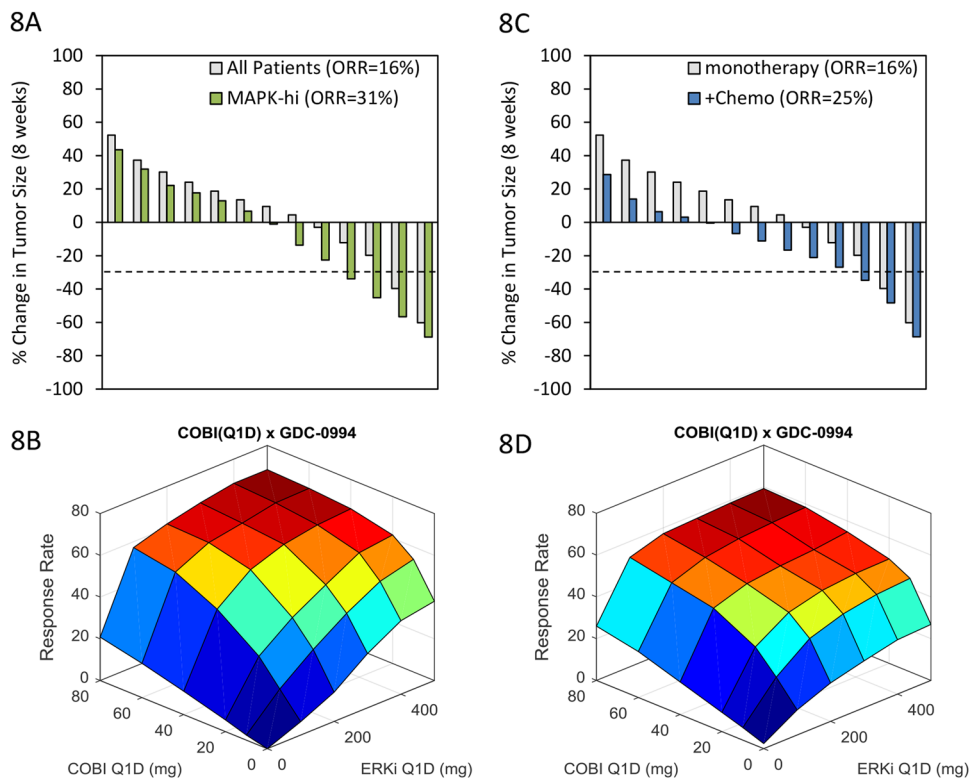 8A
100
80
60
40
20
0
-20
-40
-60
-80
-100
% Change in Tumor Size (8 weeks)
All Patients (ORR=16%)
MAPK-hi (ORR=31%)
8C
100
80
60
40
20
0
-20
-40
-60
-80
-100
% Change in Tumor Size (8 weeks)
monotherapy (ORR=16%)
+Chemo (ORR=25%)
8B
COBI(Q1D) x GDC-0994
80
60
40
20
0
Response Rate
80
60
40
20
0
COBI Q1D (mg)
0
200
400
ERKi Q1D (mg)
8D
COBI(Q1D) x GDC-0994
80
60
40
20
0
Response Rate
80
60
40
20
0
COBI Q1D (mg)
0
200
400
ERKi Q1D (mg)